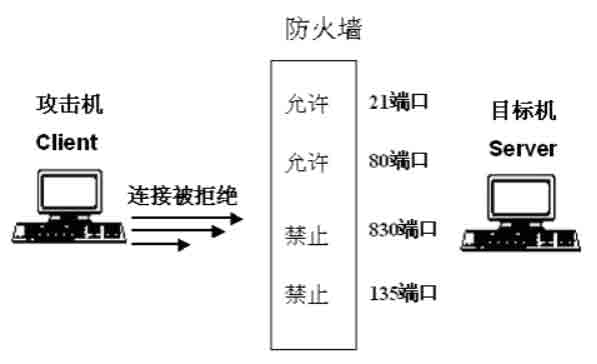 防火墙
攻击机
Client
连接被拒绝
允许 21端口
允许 80端口
禁止 830端口
禁止 135端口
目标机
Server